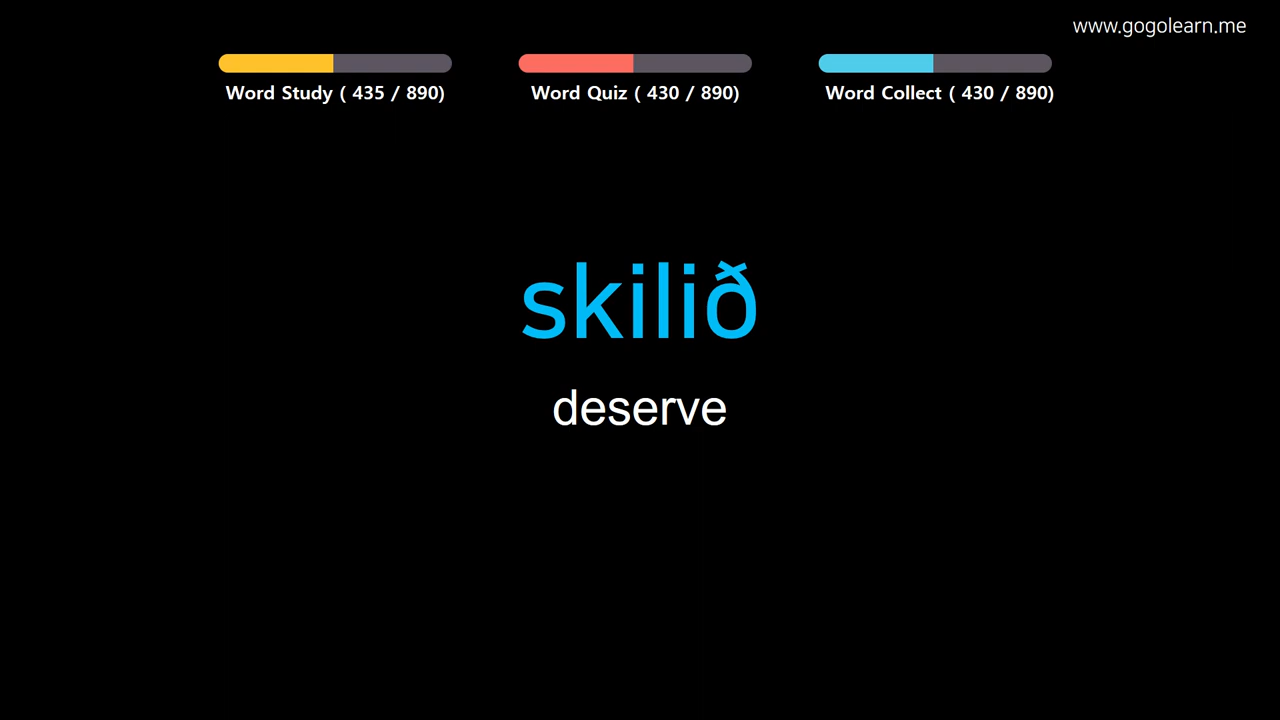 www.gogolearn.me
Word Study ( 435 / 890)
Word Quiz ( 430 / 890)
Word Collect ( 430 / 890)
skilið
deserve